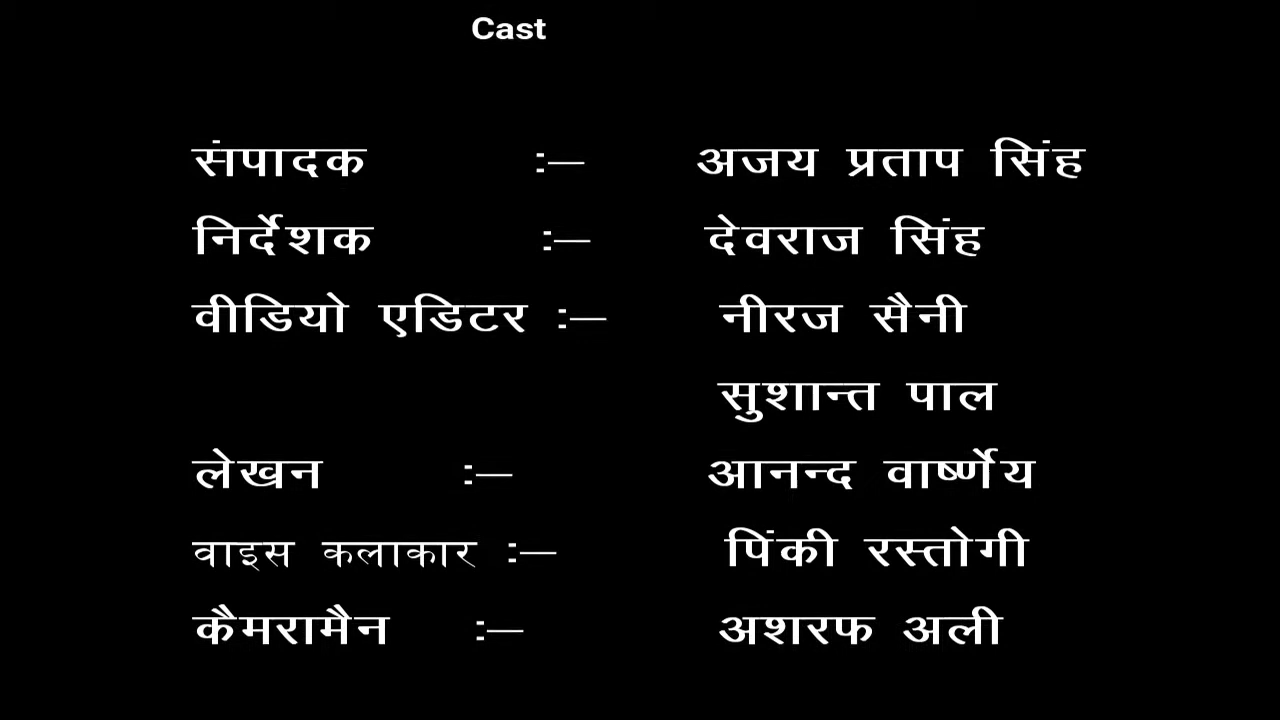 Cast
संपादक :— अजय प्रताप सिंह
निर्देशक :— देवराज सिंह
वीडियो एडिटर :— नीरज सैनी
सुशान्त पाल
लेखन :— आनन्द वार्ष्णेय
वाइस कलाकार :— पिंकी रस्तोगी
कैमरामैन :— अशरफ अली